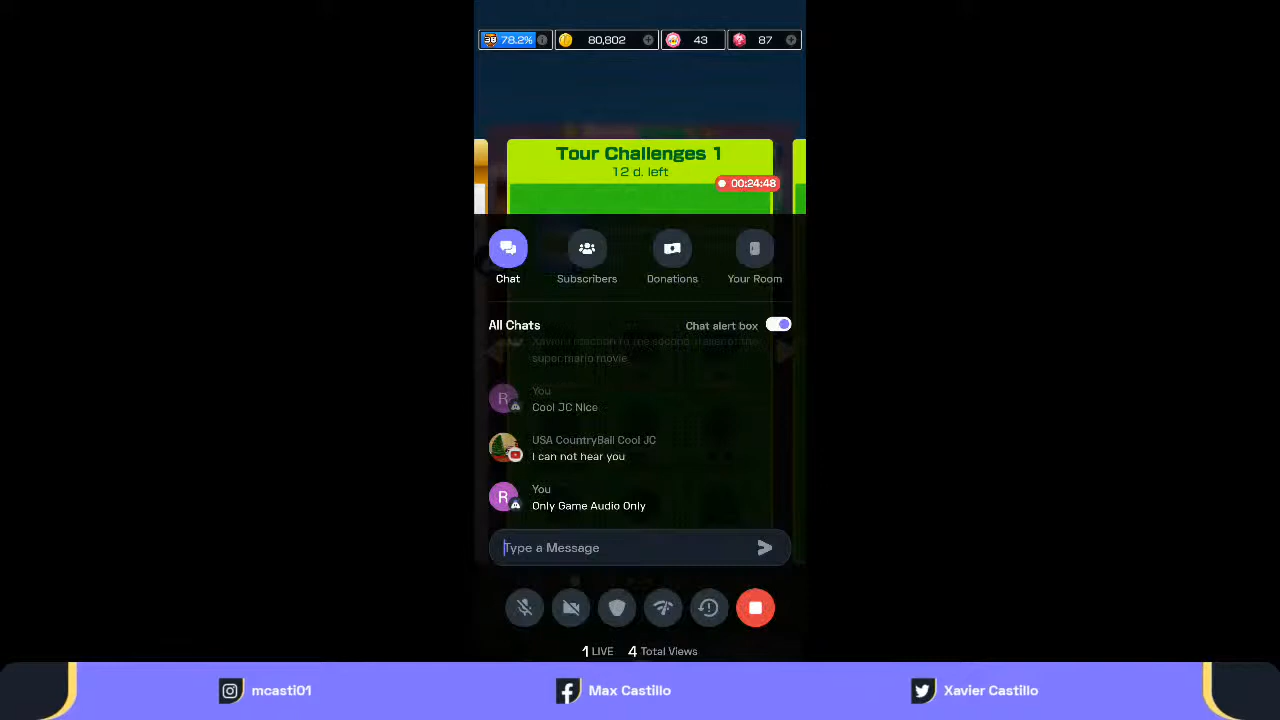 38 78.2% 80,802 43 87
Tour Challenges 1
12 d. left
00:24:48
Chat Subscribers Donations Your Room
All Chats Chat alert box
super mario movie
You
Cool JC Nice
USA CountryBall Cool JC
I can not hear you
You
Only Game Audio Only
Type a Message
1 LIVE 4 Total Views
mcasti01 Max Castillo Xavier Castillo